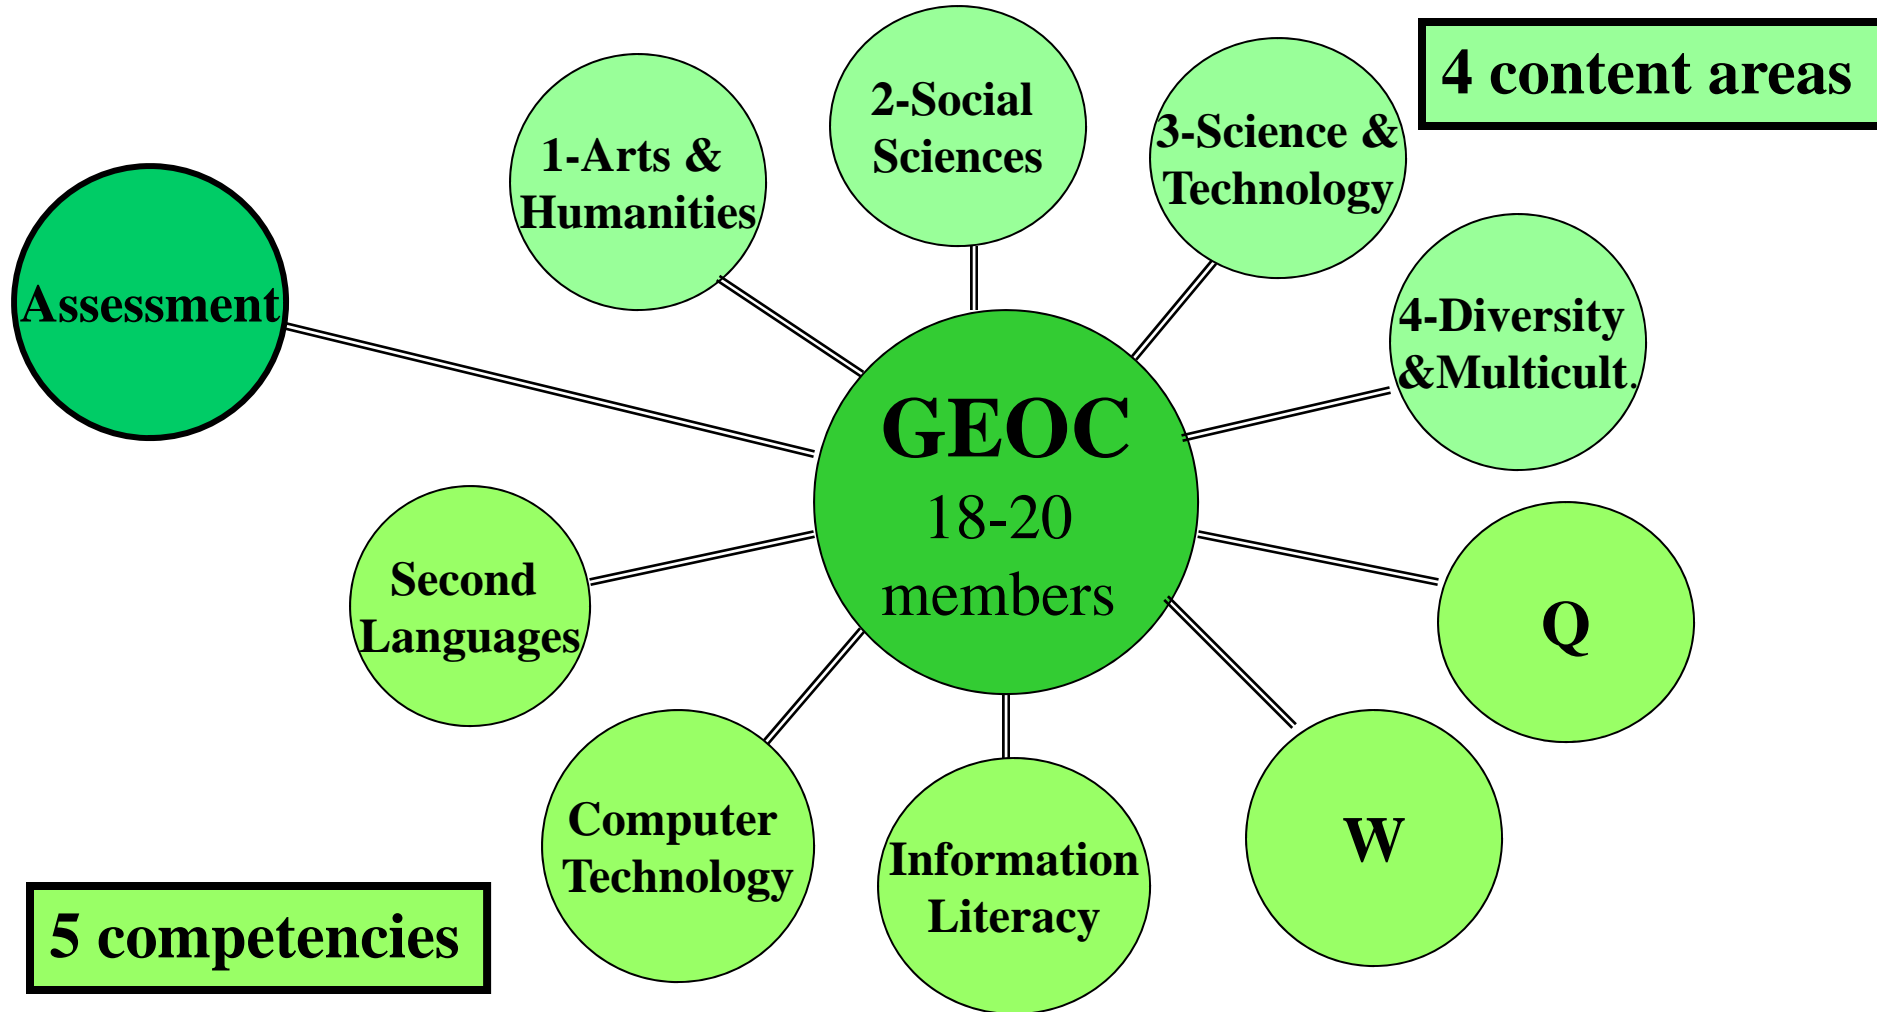 4 content areas
1-Arts &
Humanities
2-Social
Sciences
3-Science &
Technology
4-Diversity
&Multicult.
Assessment
GEOC
18-20
members
Second
Languages
Computer
Technology
Information
Literacy
W
Q
5 competencies